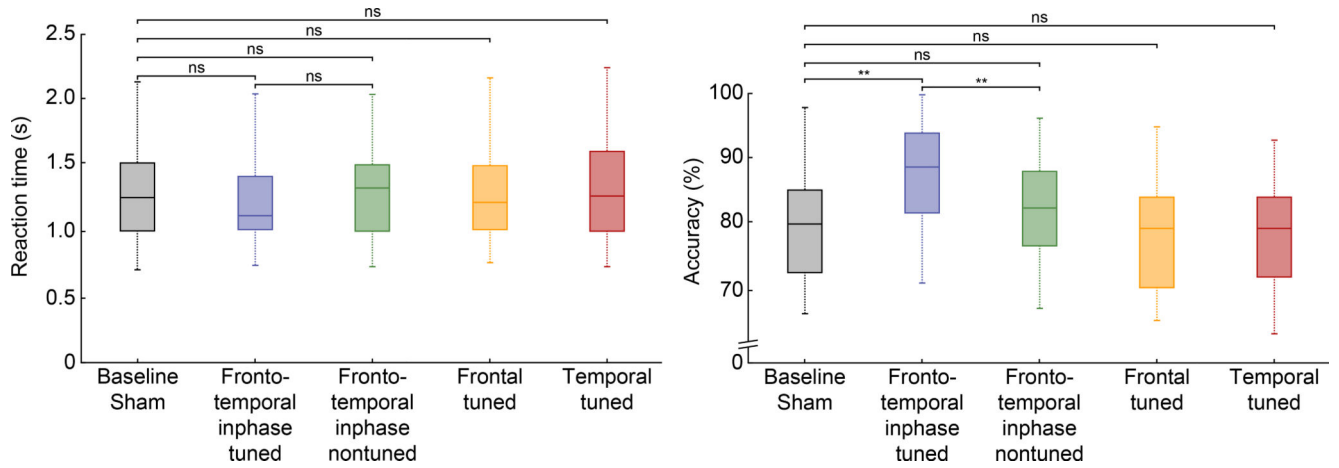 ns
ns
ns
ns
ns
Reaction time (s)
2.5
2.0
1.5
1.0
0.5
0
Baseline
Sham
Fronto-
temporal
inphase
tuned
Fronto-
temporal
inphase
nontuned
Frontal
tuned
Temporal
tuned
ns
ns
ns
**
**
Accuracy (%)
100
90
80
70
0
Baseline
Sham
Fronto-
temporal
inphase
tuned
Fronto-
temporal
inphase
nontuned
Frontal
tuned
Temporal
tuned